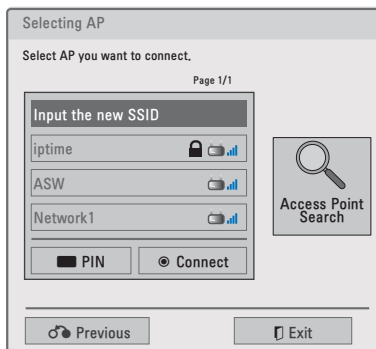 Selecting AP
Select AP you want to connect.
Page 1/1
Input the new SSID
iptime
ASW
Network1
PIN
Connect
Access Point
Search
Previous
Exit